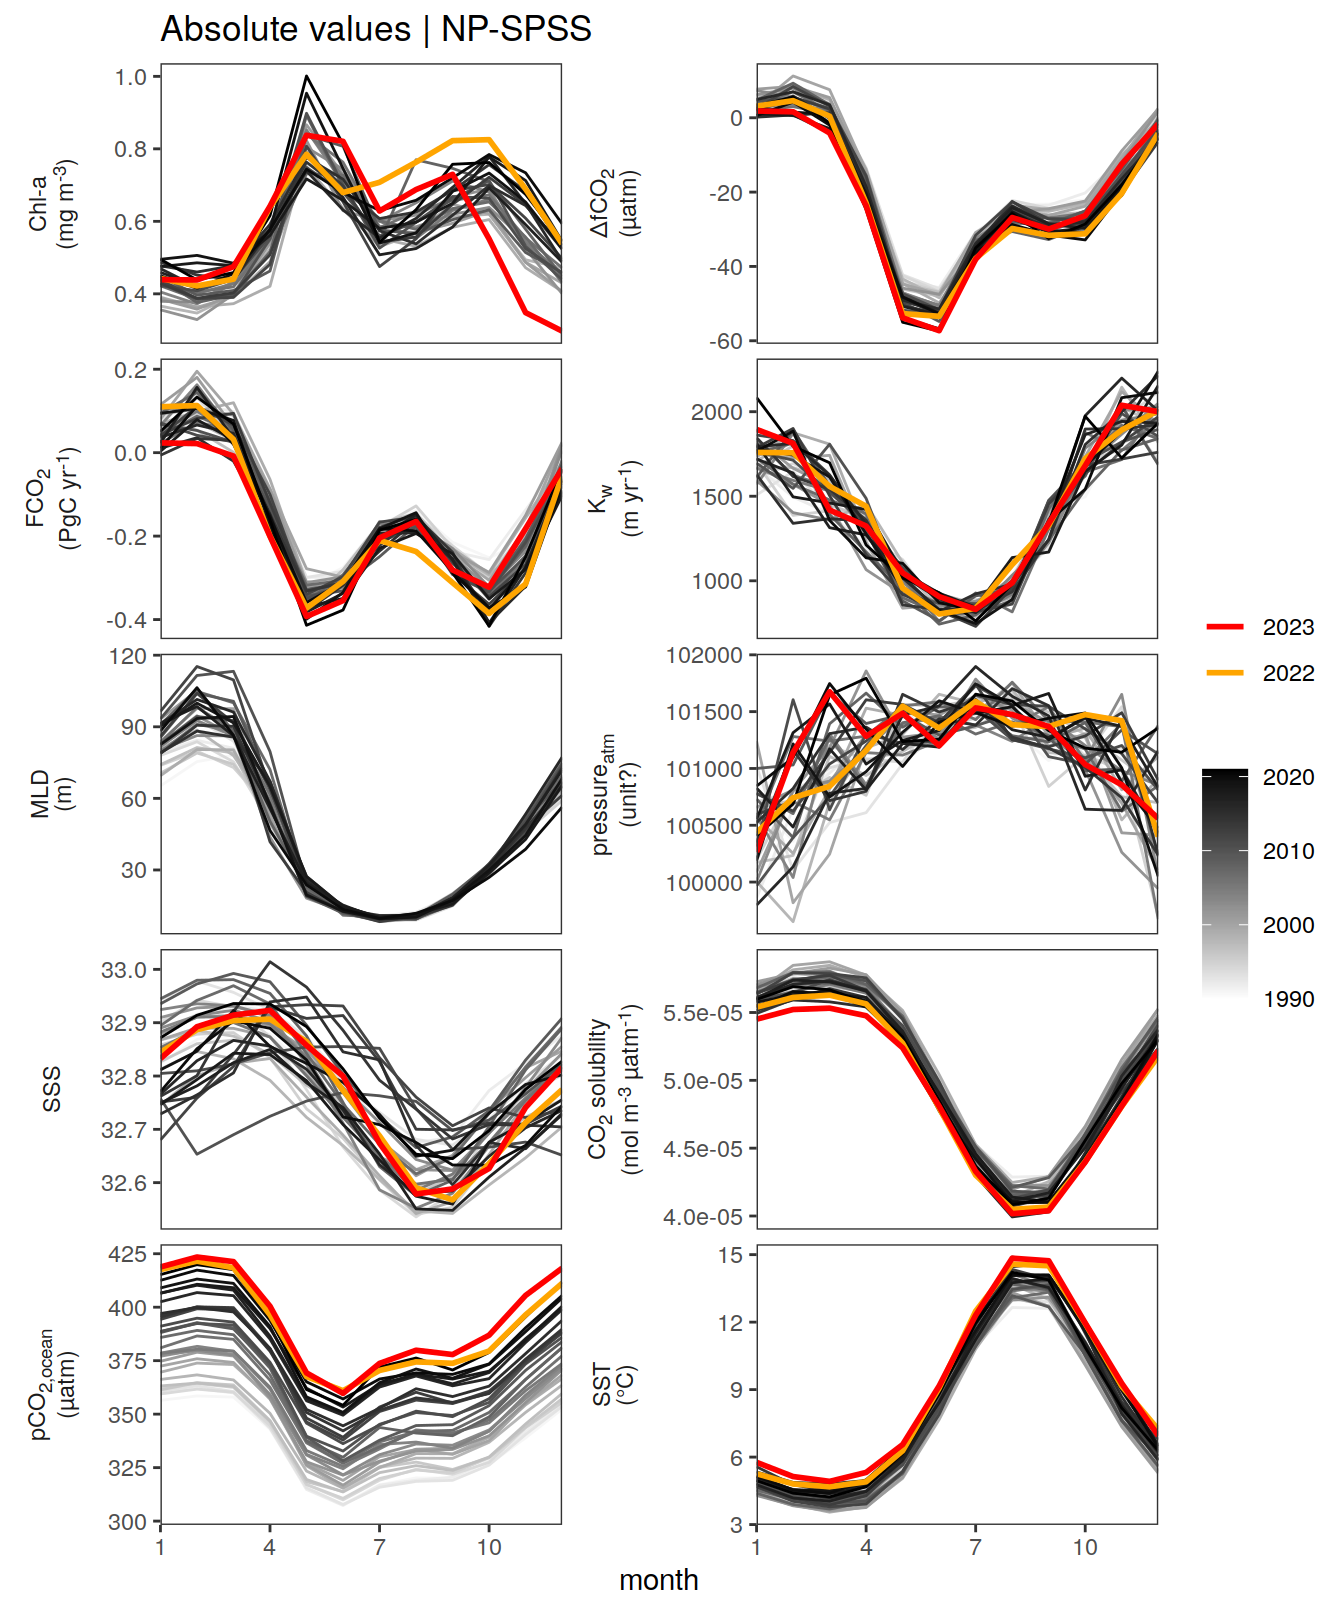 Absolute values | NP-SPSS
Chl-a
(mg m-3)
1.0
0.8
0.6
0.4
ΔfCO2
(µatm)
0
-20
-40
-60
FCO2
(PgC yr-1)
0.2
0.0
-0.2
-0.4
Kw
(m yr-1)
2000
1500
1000
MLD
(m)
120
90
60
30
pressureatm
(unit?)
102000
101500
101000
100500
100000
SSS
33.0
32.9
32.8
32.7
32.6
CO2 solubility
(mol m-3 µatm-1)
5.5e-05
5.0e-05
4.5e-05
4.0e-05
pCO2,ocean
(µatm)
425
400
375
350
325
300
SST
(°C)
15
12
9
6
3
1 4 7 10
1 4 7 10
month
2023
2022
2020
2010
2000
1990